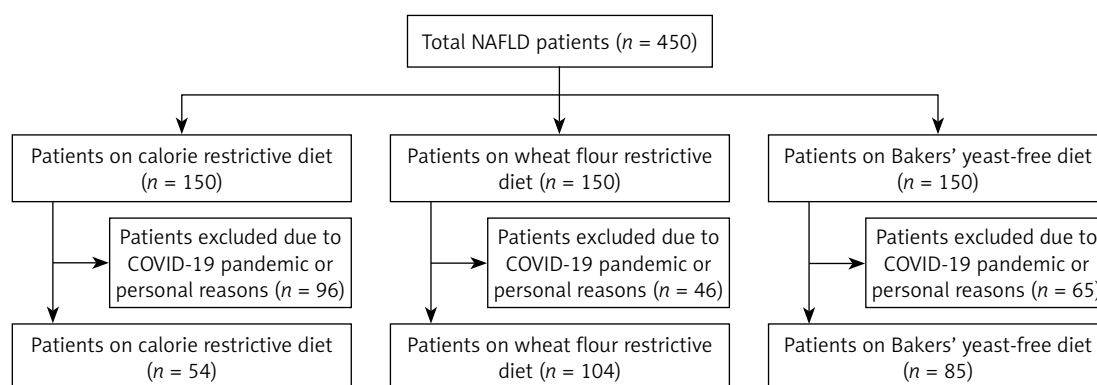 Total NAFLD patients (n = 450)
Patients on calorie restrictive diet
(n = 150)
Patients on wheat flour restrictive
diet (n = 150)
Patients on Bakers’ yeast-free diet
(n = 150)
Patients excluded due to
COVID-19 pandemic or
personal reasons (n = 96)
Patients excluded due to
COVID-19 pandemic or
personal reasons (n = 46)
Patients excluded due to
COVID-19 pandemic or
personal reasons (n = 65)
Patients on calorie restrictive diet
(n = 54)
Patients on wheat flour restrictive
diet (n = 104)
Patients on Bakers’ yeast-free diet
(n = 85)